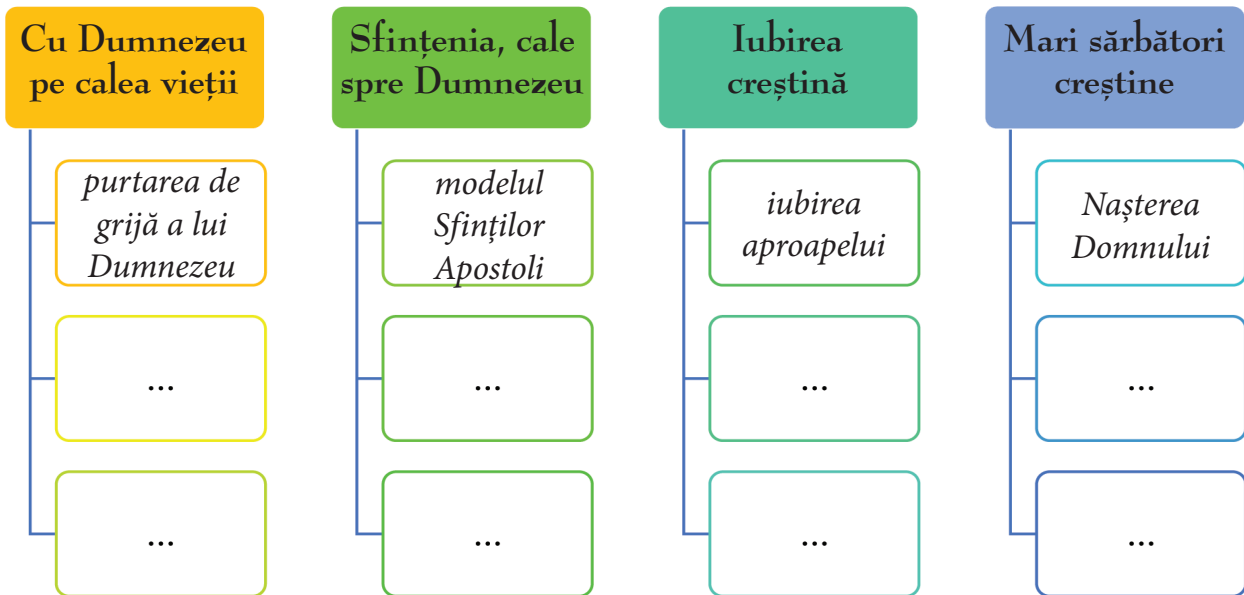 Cu Dumnezeu
pe calea vieții
purtarea de
grijă a lui
Dumnezeu
...
...
Sfințenia, cale
spre Dumnezeu
modelul
Sfinților
Apostoli
...
...
Iubirea
creștină
iubirea
aproapelui
...
...
Mari sărbători
creștine
Nașterea
Domnului
...
...